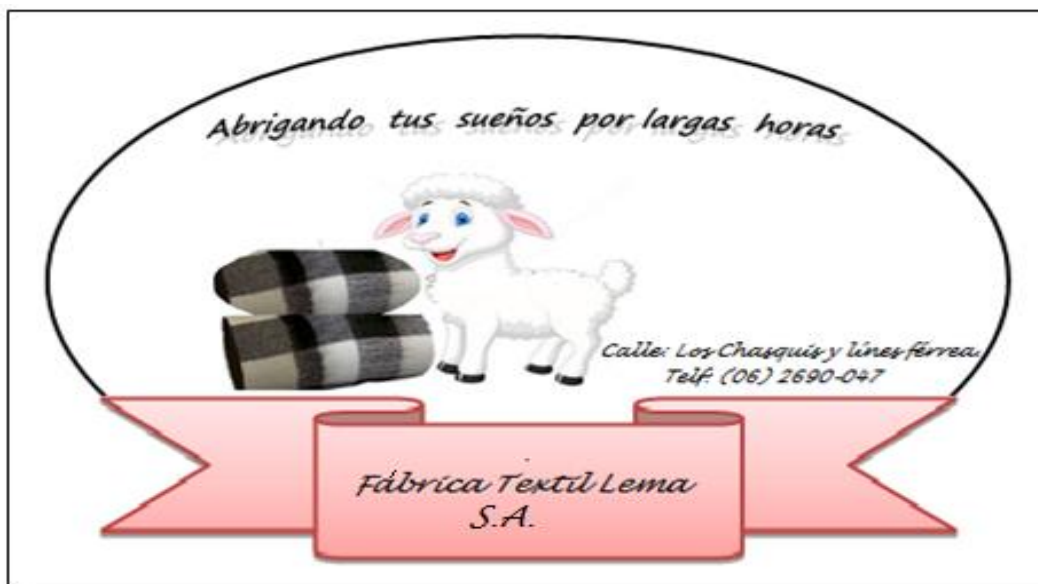 Abrigando tus sueños por largas horas
Calle: Los Chasquis y línes férrea.
Telf: (06) 2690-047
Fábrica Textil Lema
S.A.